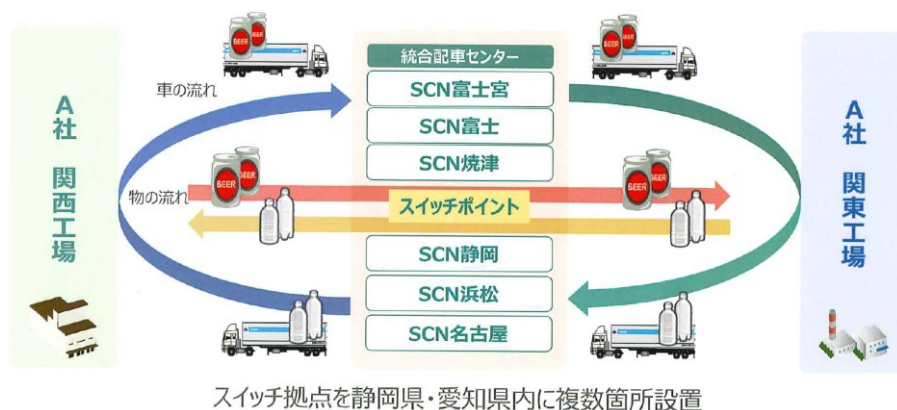 統合配車センター
SCN富士宮
SCN富士
SCN焼津
スイッチポイント
SCN静岡
SCN浜松
SCN名古屋
車の流れ
物の流れ
A社 関西工場
A社 関東工場
BEER
BEER
BEER
BEER
BEER
BEER
BEER
BEER
スイッチ拠点を静岡県・愛知県内に複数箇所設置